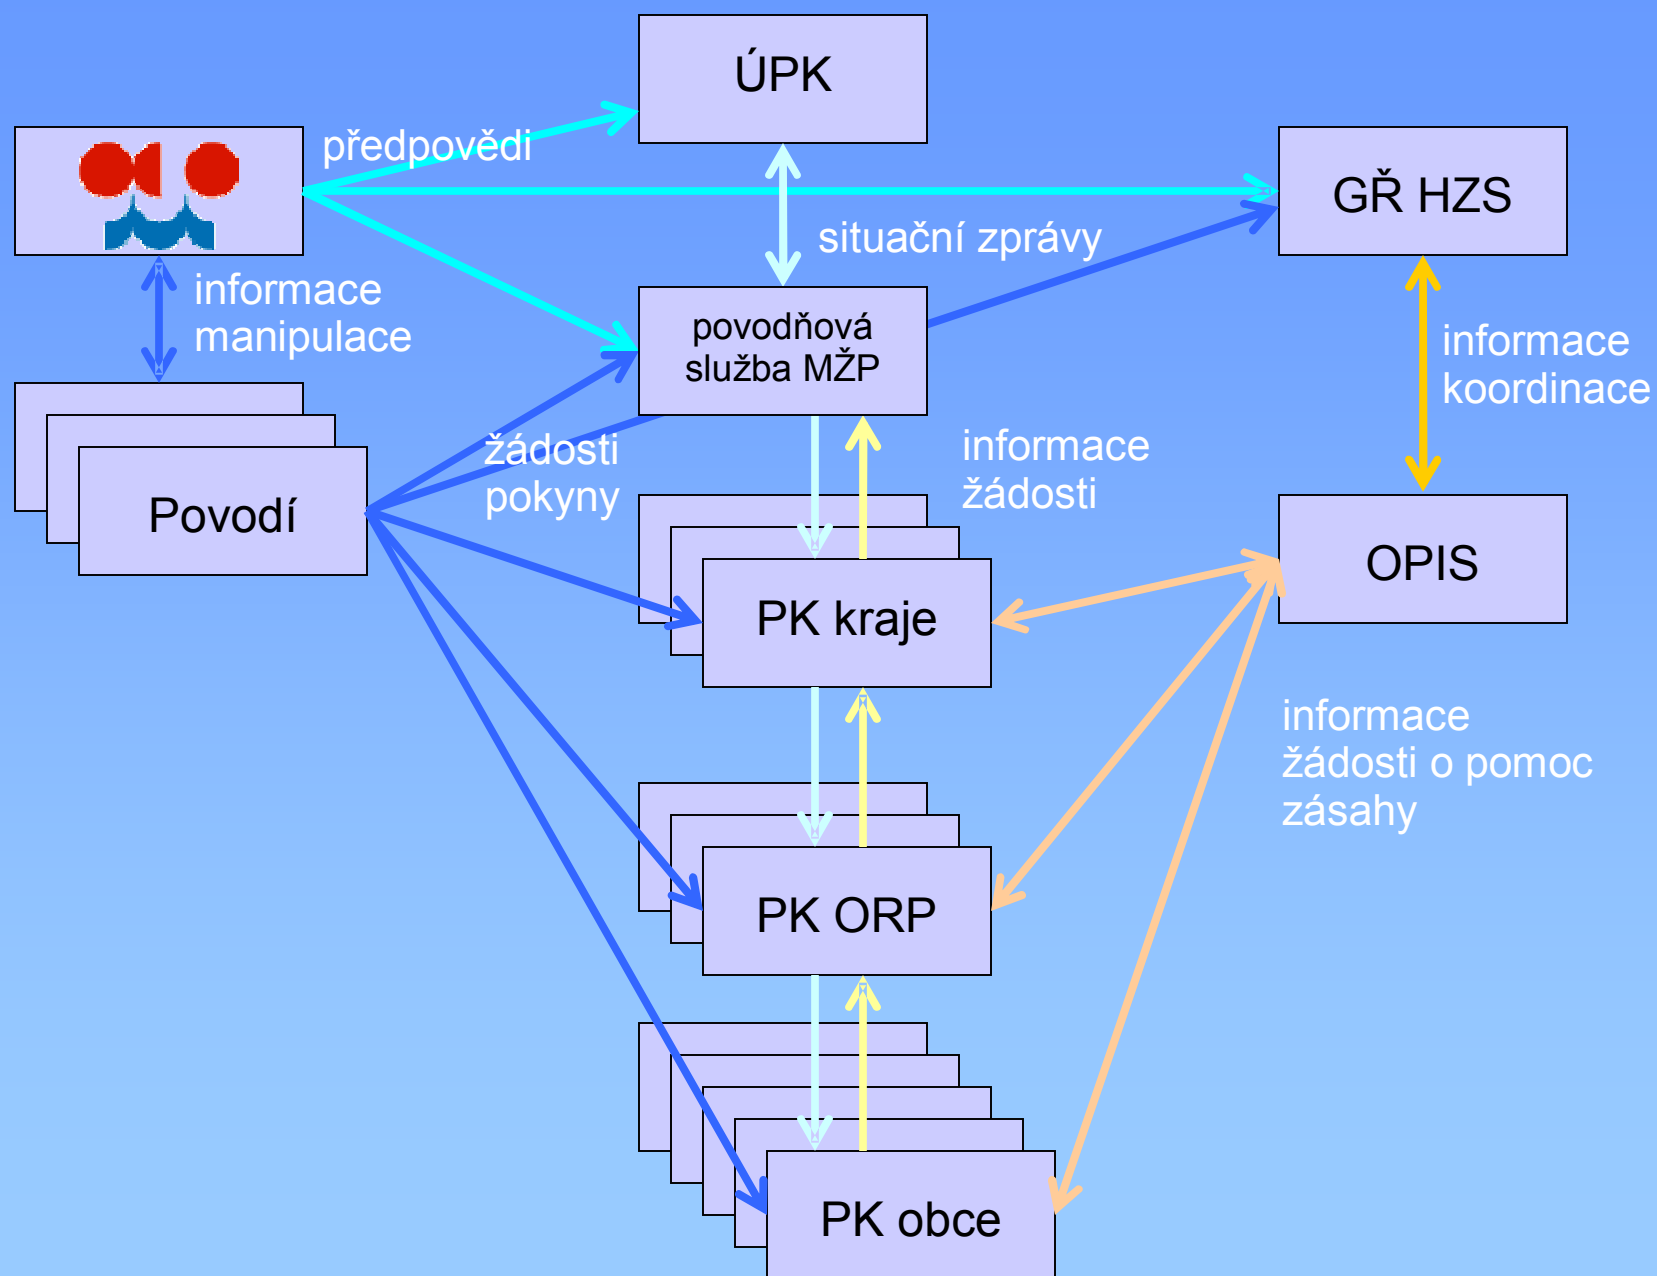 ÚPK
předpovědi
GŘ HZS
situační zprávy
informace
manipulace
povodňová
služba MŽP
informace
koordinace
žádosti
pokyny
informace
žádosti
Povodí
OPIS
PK kraje
informace
žádosti o pomoc
zásahy
PK ORP
PK obce